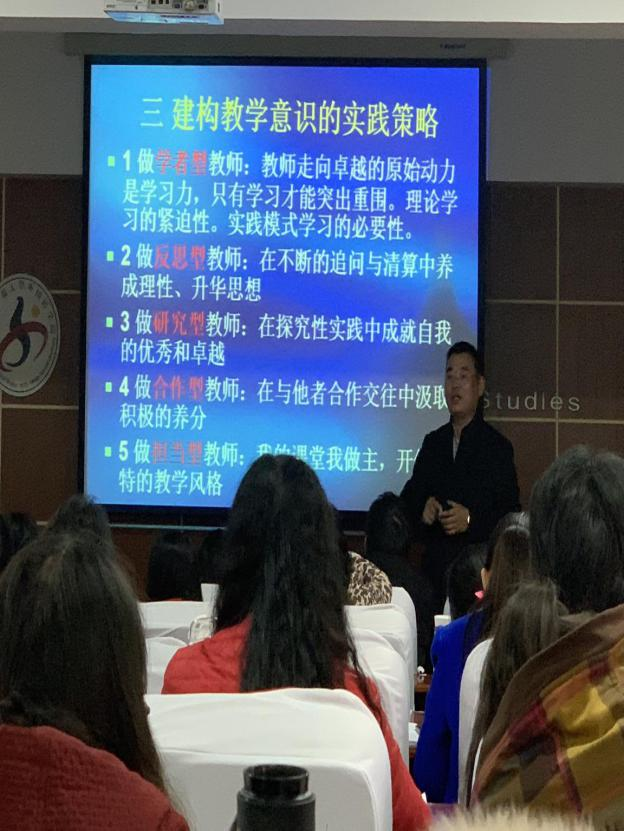 三 建构教学意识的实践策略
1 做学者型教师：教师走向卓越的原始动力
是学习力，只有学习才能突出重围。理论学
习的紧迫性。实践模式学习的必要性。
2 做反思型教师：在不断的追问与清算中养
成理性、升华思想
3 做研究型教师：在探究性实践中成就自我
的优秀和卓越
4 做合作型教师：在与他者合作交往中汲取
积极的养分
5 做担当型教师：我的课堂我做主，开
特的教学风格
Studies